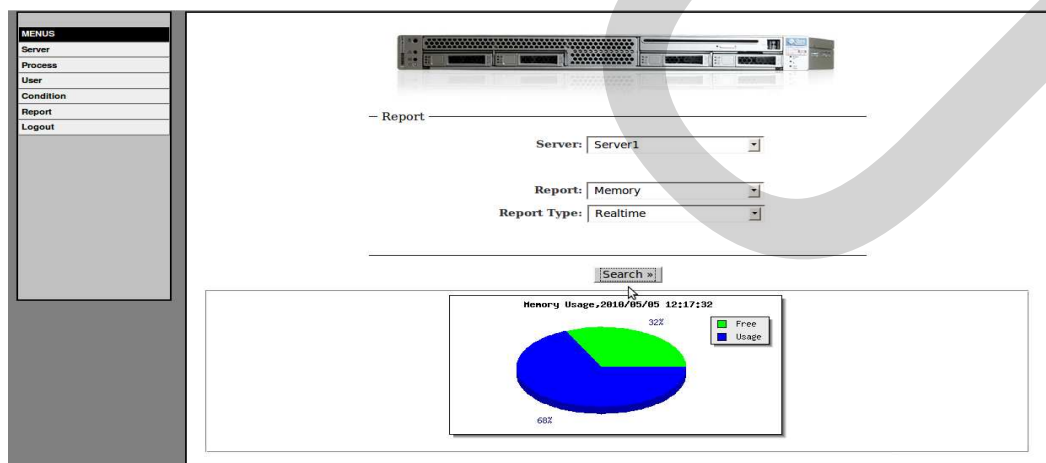 MENUS
Server
Process
User
Condition
Report
Logout
Report
Server: Server1
Report: Memory
Report Type: Realtime
Search »
Memory Usage,2010/05/05 12:17:32
32%
Free
Usage
68%